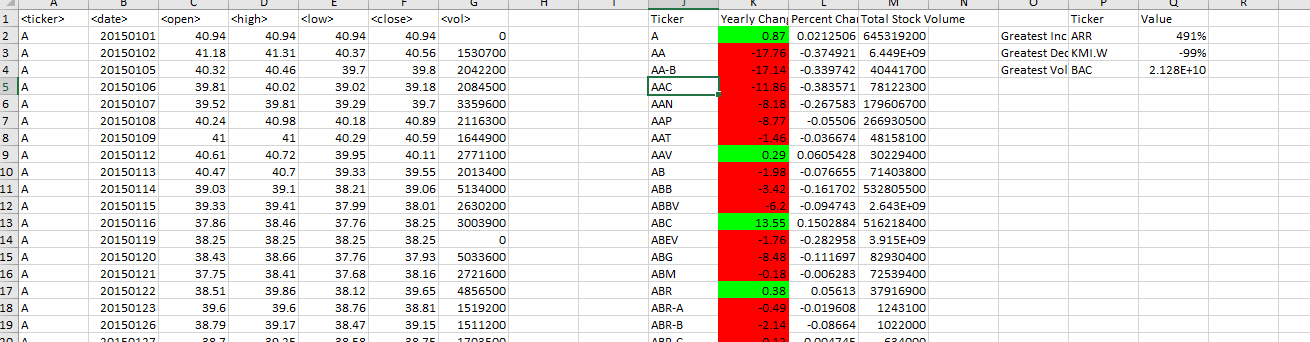 A B C D E F G H I J K L M N O P Q R
1 <ticker> <date> <open> <high> <low> <close> <vol> Ticker Yearly Chang Percent Cha Total Stock Volume Ticker Value
2 A 20150101 40.94 40.94 40.94 40.94 0 A 0.87 0.0212506 645319200 Greatest Inc ARR 491%
3 A 20150102 41.18 41.31 40.37 40.56 1530700 AA -17.76 -0.374921 6.449E+09 Greatest Dec KMI.W -99%
4 A 20150105 40.32 40.46 39.7 39.8 2042200 AA-B -17.14 -0.339742 40441700 Greatest Vol BAC 2.128E+10
5 A 20150106 39.81 40.02 39.02 39.18 2084500 AAC -11.86 -0.383571 78122300
6 A 20150107 39.52 39.81 39.29 39.7 3359600 AAN -8.18 -0.267583 179606700
7 A 20150108 40.24 40.98 40.18 40.89 2116300 AAP -8.77 -0.05506 266930500
8 A 20150109 41 41 40.29 40.59 1644900 AAT -1.46 -0.036674 48158100
9 A 20150112 40.61 40.72 39.95 40.11 2771100 AAV 0.29 0.0605428 30229400
10 A 20150113 40.47 40.7 39.33 39.55 2013400 AB -1.98 -0.076655 71403800
11 A 20150114 39.03 39.1 38.21 39.06 5134000 ABB -3.42 -0.161702 532805500
12 A 20150115 39.33 39.41 37.99 38.01 2630200 ABBV -6.2 -0.094743 2.643E+09
13 A 20150116 37.86 38.46 37.76 38.25 3003900 ABC 13.55 0.1502884 516218400
14 A 20150119 38.25 38.25 38.25 38.25 0 ABEV -1.76 -0.282958 3.915E+09
15 A 20150120 38.43 38.66 37.76 37.93 5033600 ABG -8.48 -0.111697 82930400
16 A 20150121 37.75 38.41 37.68 38.16 2721600 ABM -0.18 -0.006283 72539400
17 A 20150122 38.51 39.86 38.12 39.65 4856500 ABR 0.38 0.05613 37916900
18 A 20150123 39.6 39.6 38.76 38.81 1519200 ABR-A -0.49 -0.019608 1243100
19 A 20150126 38.79 39.17 38.47 39.15 1511200 ABR-B -2.14 -0.08664 1022000